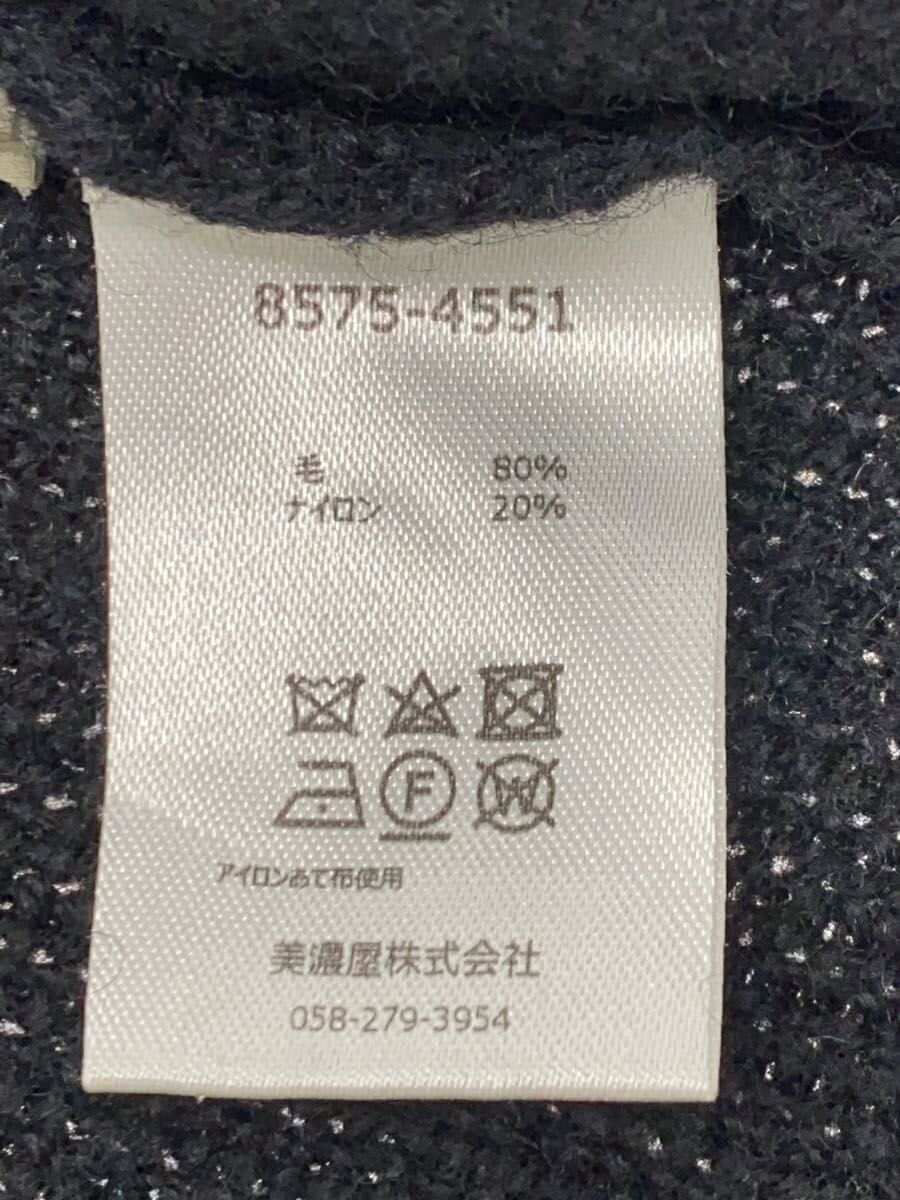 8575-4551
毛 80%
ナイロン 20%
F W
アイロンあて布使用
美濃屋株式会社
058-279-3954